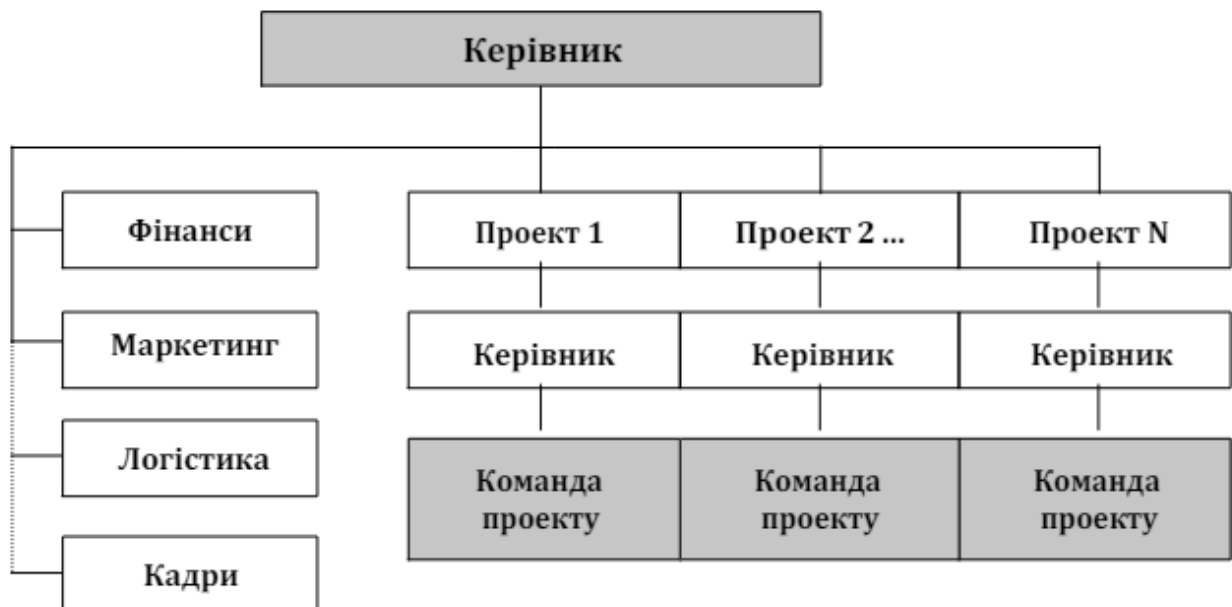 Керівник
Фінанси
Маркетинг
Логістика
Кадри
Проект 1
Проект 2 ...
Проект N
Керівник
Керівник
Керівник
Команда
проекту
Команда
проекту
Команда
проекту